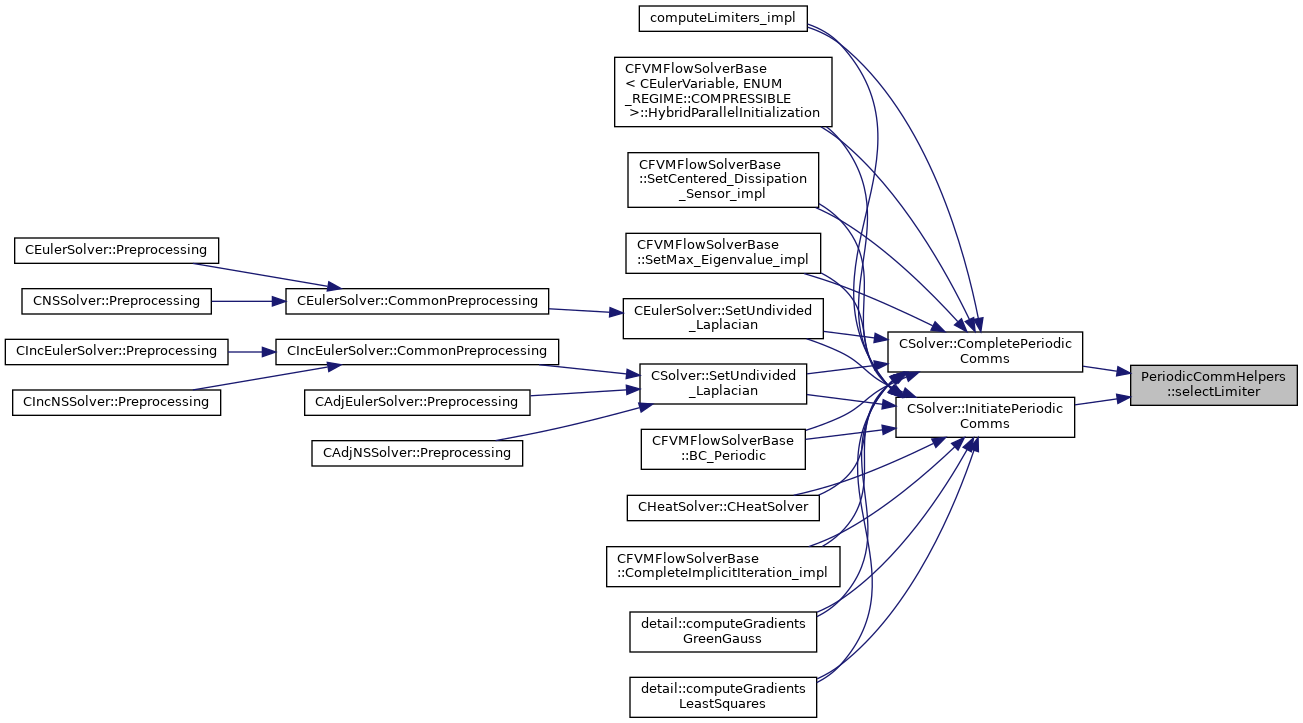 computeLimiters_impl
CFVMFlowSolverBase
< CEulerVariable, ENUM
_REGIME::COMPRESSIBLE
>::HybridParallelInitialization
CFVMFlowSolverBase
::SetCentered_Dissipation
_Sensor_impl
CFVMFlowSolverBase
::SetMax_Eigenvalue_impl
CEulerSolver::Preprocessing
CNSSolver::Preprocessing
CEulerSolver::CommonPreprocessing
CEulerSolver::SetUndivided
_Laplacian
CIncEulerSolver::Preprocessing
CIncEulerSolver::CommonPreprocessing
CIncNSSolver::Preprocessing
CAdjEulerSolver::Preprocessing
CAdjNSSolver::Preprocessing
CSolver::SetUndivided
_Laplacian
CSolver::CompletePeriodic
Comms
CSolver::InitiatePeriodic
Comms
PeriodicCommHelpers
::selectLimiter
CFVMFlowSolverBase
::BC_Periodic
CHeatSolver::CHeatSolver
CFVMFlowSolverBase
::CompleteImplicitIteration_impl
detail::computeGradients
GreenGauss
detail::computeGradients
LeastSquares